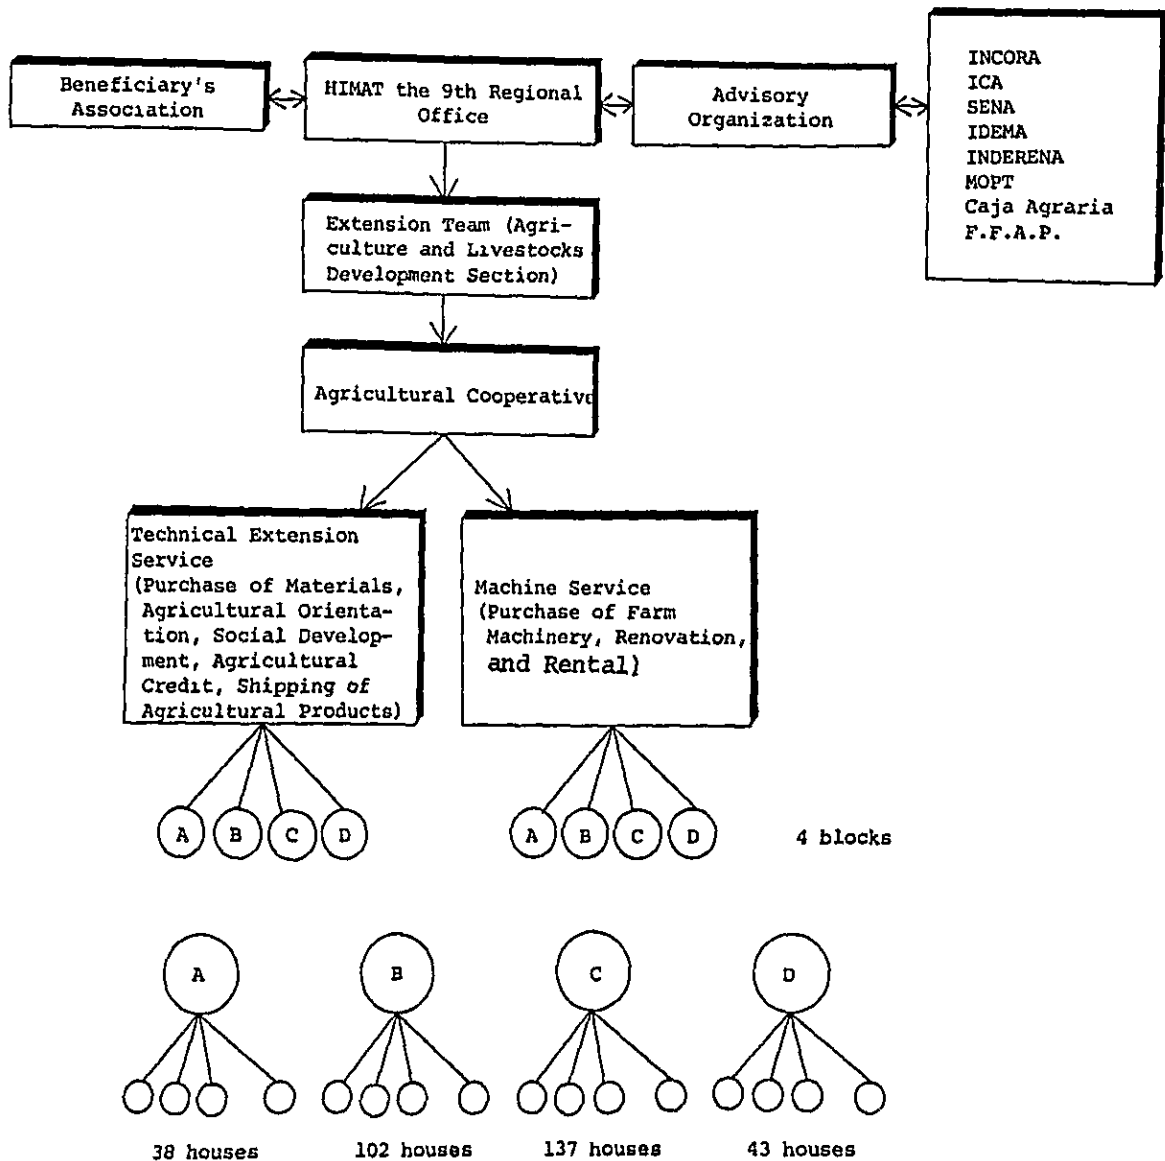 Beneficiary's
Association
HIMAT the 9th Regional
Office
Advisory
Organization
INCORA
ICA
SENA
IDEMA
INDERENA
MOPT
Caja Agraria
F.F.A.P.
Extension Team (Agri-
culture and Livestocks
Development Section)
Agricultural Cooperative
Technical Extension
Service
(Purchase of Materials,
Agricultural Orienta-
tion, Social Develop-
ment, Agricultural
Credit, Shipping of
Agricultural Products)
Machine Service
(Purchase of Farm
Machinery, Renovation,
and Rental)
A B C D
A B C D
4 blocks
A
B
C
D
38 houses
102 houses
137 houses
43 houses